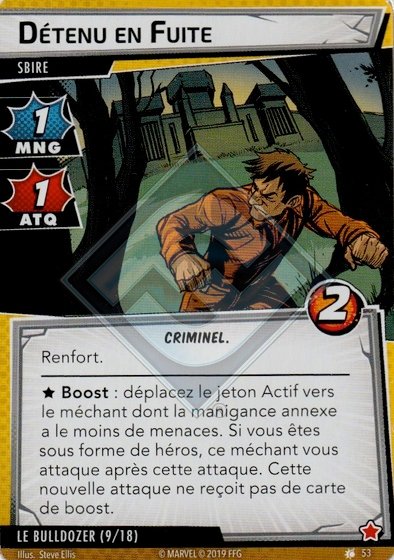 Détenu en Fuite
SBIRE
1
MNG
1
ATQ
2
CRIMINEL.
Renfort.
★ Boost : déplacez le jeton Actif vers
le méchant dont la manigance annexe
a le moins de menaces. Si vous êtes
sous forme de héros, ce méchant vous
attaque après cette attaque. Cette
nouvelle attaque ne reçoit pas de carte
de boost.
LE BULLDOZER (9/18)
Illus. Steve Ellis
© MARVEL © 2019 FFG
53